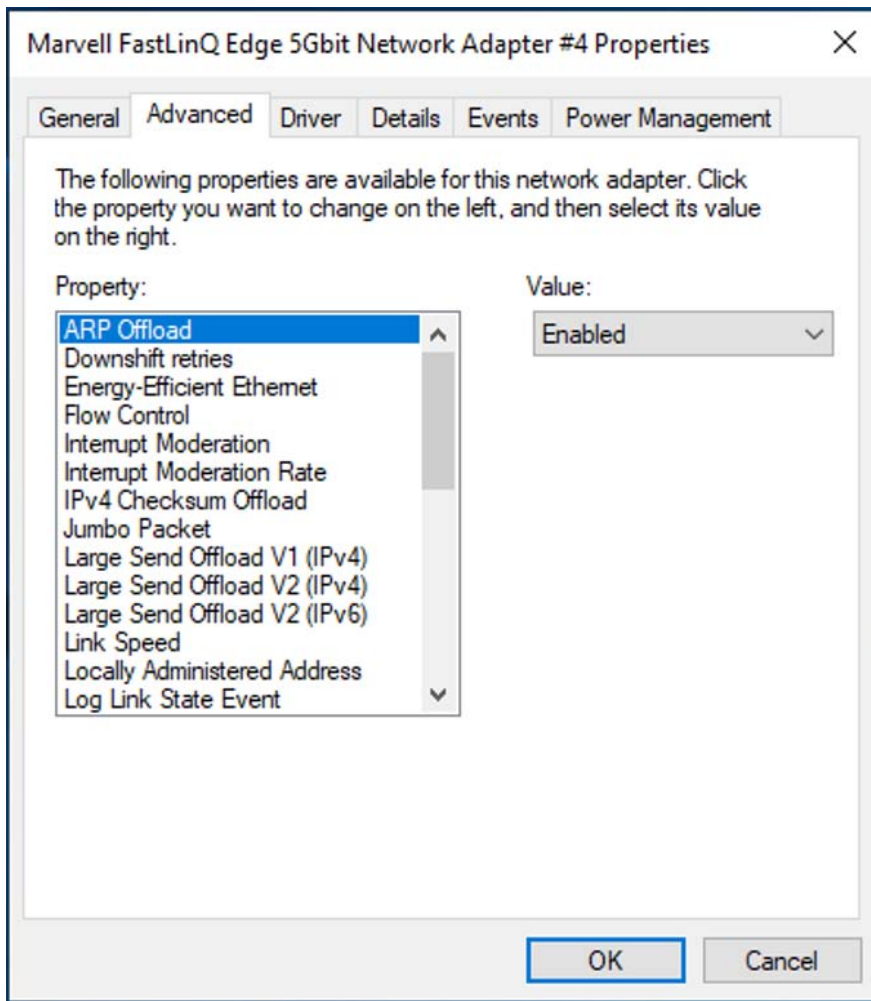 Marvell FastLinQ Edge 5Gbit Network Adapter #4 Properties
General Advanced Driver Details Events Power Management
The following properties are available for this network adapter. Click
the property you want to change on the left, and then select its value
on the right.
Property: Value:
ARP Offload Enabled
Downshift retries
Energy-Efficient Ethernet
Flow Control
Interrupt Moderation
Interrupt Moderation Rate
IPv4 Checksum Offload
Jumbo Packet
Large Send Offload V1 (IPv4)
Large Send Offload V2 (IPv4)
Large Send Offload V2 (IPv6)
Link Speed
Locally Administered Address
Log Link State Event
OK Cancel